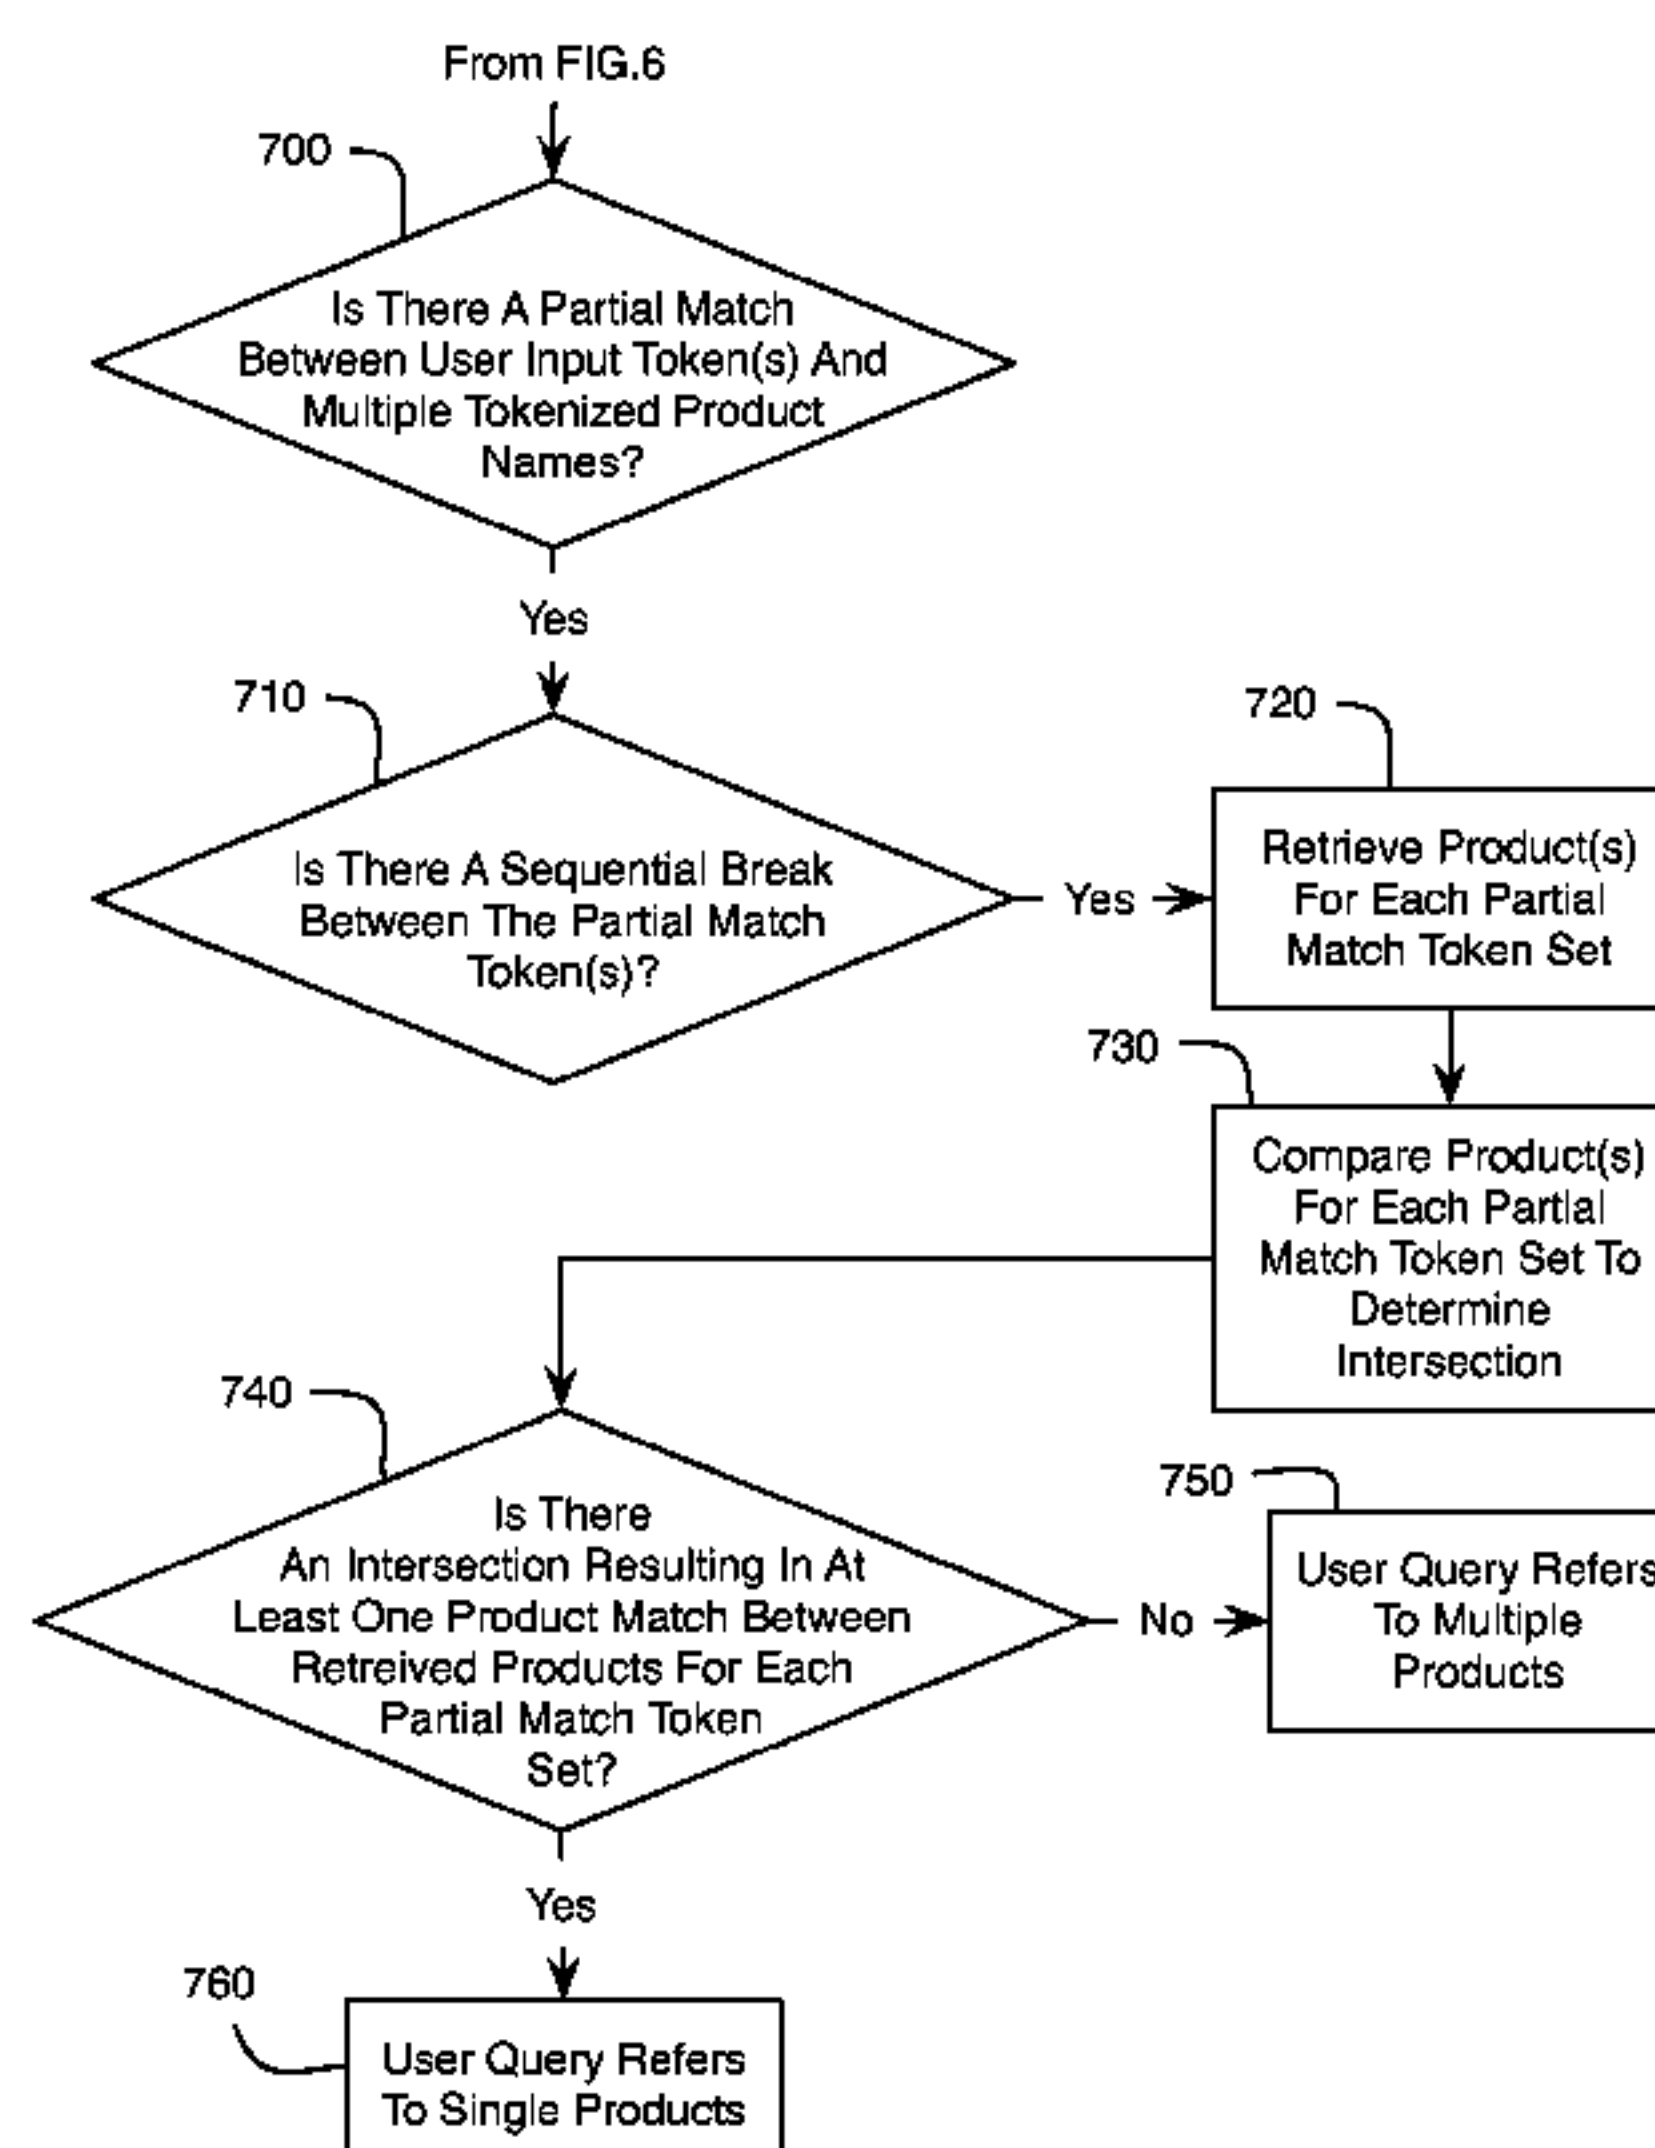 From FIG.6
700
Is There A Partial Match
Between User Input Token(s) And
Multiple Tokenized Product
Names?
Yes
710
Is There A Sequential Break
Between The Partial Match
Token(s)?
Yes
720
Retrieve Product(s)
For Each Partial
Match Token Set
730
Compare Product(s)
For Each Partial
Match Token Set To
Determine
Intersection
740
Is There
An Intersection Resulting In At
Least One Product Match Between
Retreived Products For Each
Partial Match Token
Set?
No
750
User Query Refers
To Multiple
Products
Yes
760
User Query Refers
To Single Products